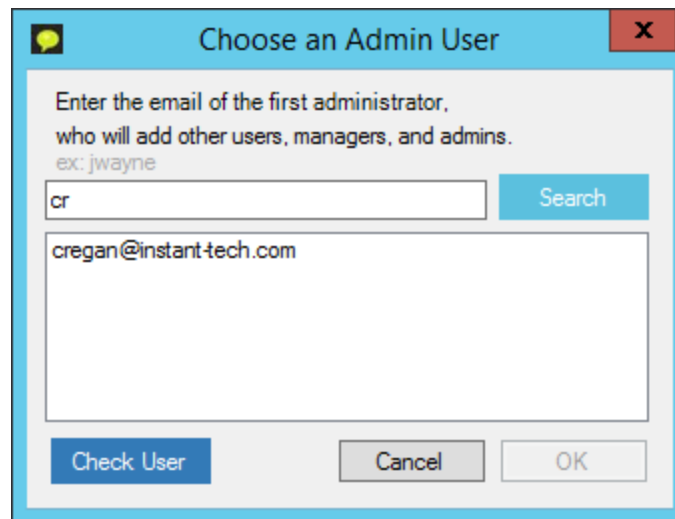 Choose an Admin User
x
Enter the email of the first administrator,
who will add other users, managers, and admins.
ex: jwayne
cr
Search
cregan@instant-tech.com
Check User
Cancel
OK